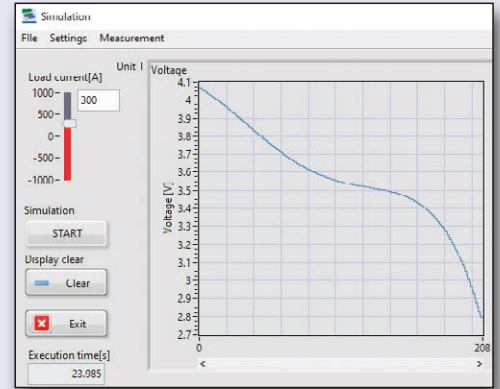 Simulation
File Settings Measurement
Unit I
Voltage
Load current[A]
1000
500
0
-500
-1000
300
4.1
4
3.9
3.8
3.7
3.6
3.5
3.4
3.3
3.2
3.1
3
2.9
2.8
2.7
Voltage [V]
0
208
Simulation
START
Display clear
Clear
Exit
Execution time[s]
23.985